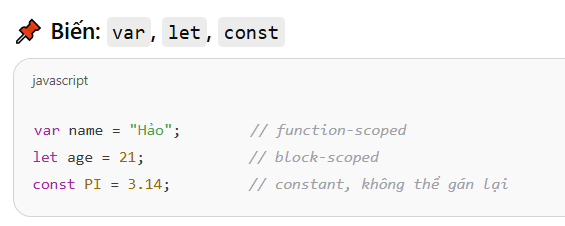 📌 Biến: var, let, const
javascript
var name = "Hảo"; // function-scoped
let age = 21; // block-scoped
const PI = 3.14; // constant, không thể gán lại